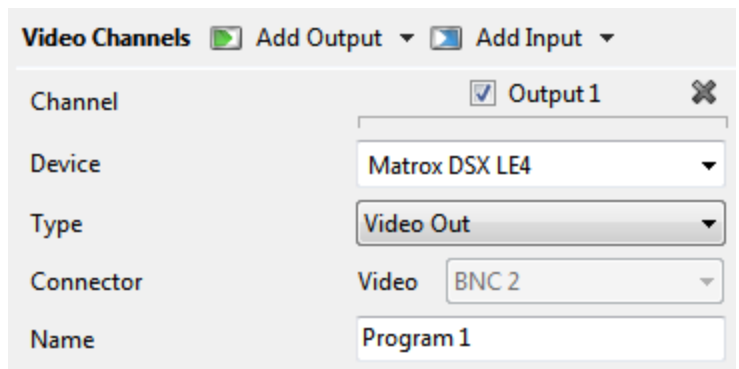 Video Channels Add Output Add Input
Channel Output 1
Device Matrox DSX LE4
Type Video Out
Connector Video BNC 2
Name Program 1